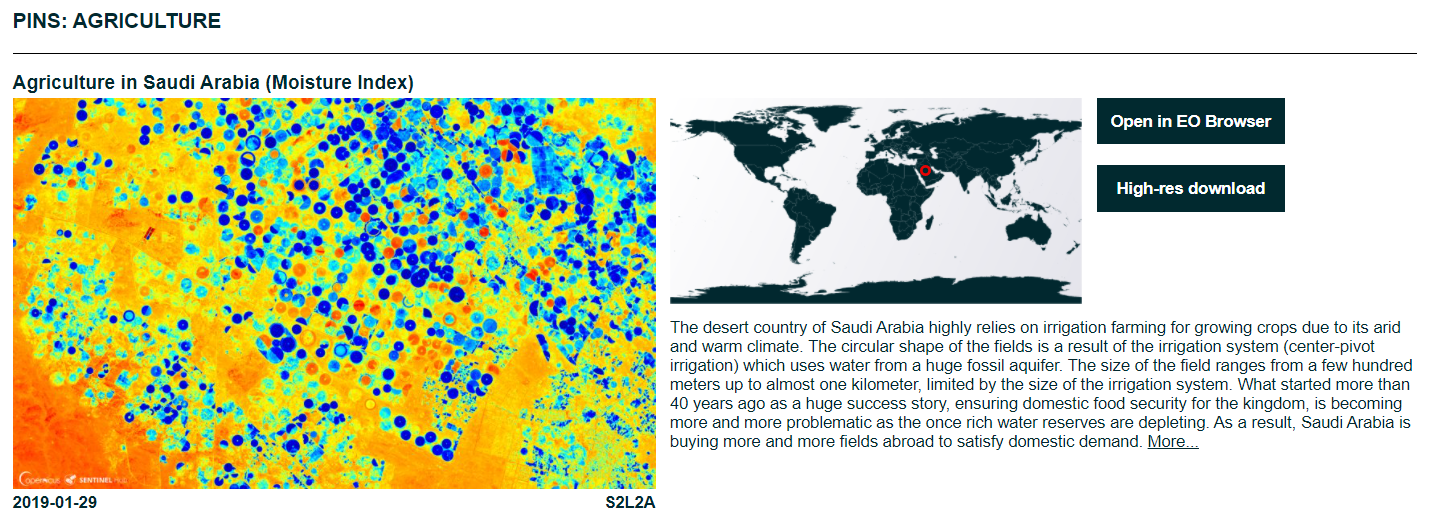 PINS: AGRICULTURE
Agriculture in Saudi Arabia (Moisture Index)
Open in EO Browser
High-res download
The desert country of Saudi Arabia highly relies on irrigation farming for growing crops due to its arid
and warm climate. The circular shape of the fields is a result of the irrigation system (center-pivot
irrigation) which uses water from a huge fossil aquifer. The size of the field ranges from a few hundred
meters up to almost one kilometer, limited by the size of the irrigation system. What started more than
40 years ago as a huge success story, ensuring domestic food security for the kingdom, is becoming
more and more problematic as the once rich water reserves are depleting. As a result, Saudi Arabia is
buying more and more fields abroad to satisfy domestic demand. More...
opernicus SENTINEL HUB
2019-01-29 S2L2A